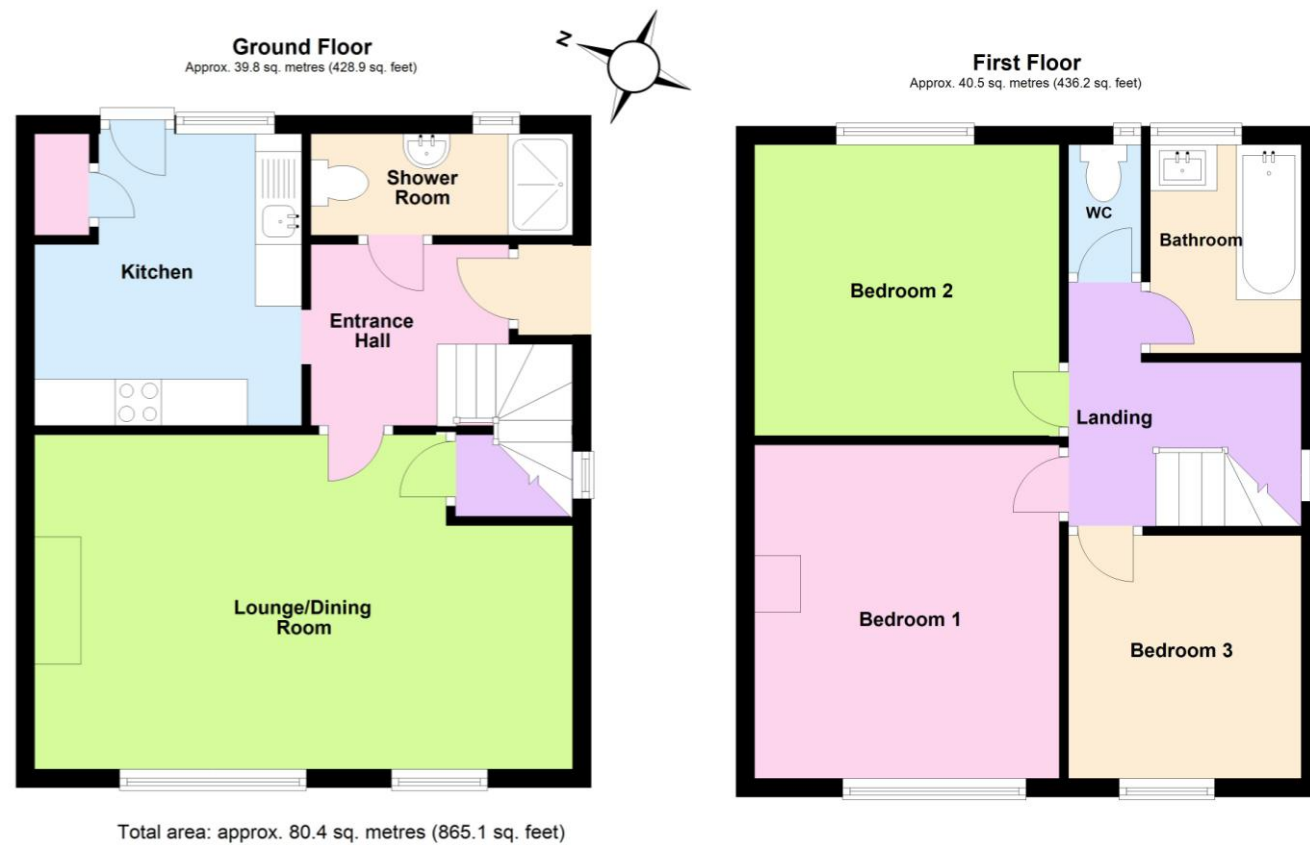 Ground Floor
Approx. 39.8 sq. metres (428.9 sq. feet)
N
First Floor
Approx. 40.5 sq. metres (436.2 sq. feet)
Shower
Room
Kitchen
Entrance
Hall
Lounge/Dining
Room
WC
Bathroom
Bedroom 2
Landing
Bedroom 1
Bedroom 3
Total area: approx. 80.4 sq. metres (865.1 sq. feet)